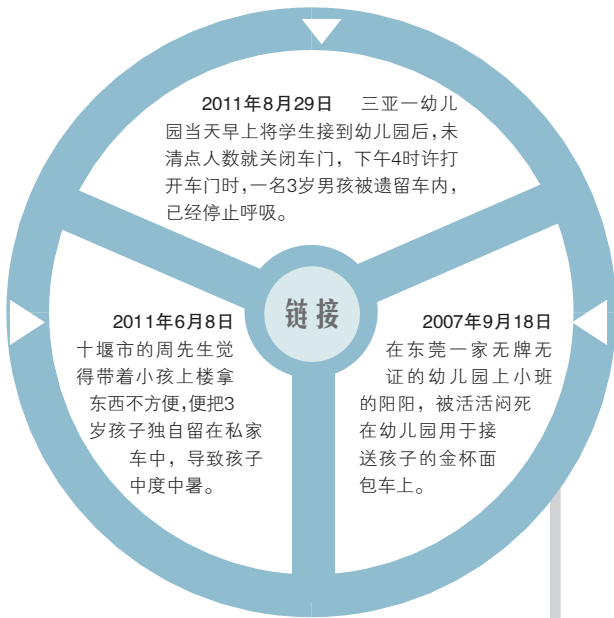 2011年8月29日 三亚一幼儿
园当天早上将学生接到幼儿园后,未
清点人数就关闭车门，下午4时许打
开车门时,一名3岁男孩被遗留车内,
已经停止呼吸。
链接
2011年6月8日
十堰市的周先生觉
得带着小孩上楼拿
东西不方便,便把3
岁孩子独自留在私家
车中，导致孩子
中度中暑。
2007年9月18日
在东莞一家无牌无
证的幼儿园上小班
的阳阳，被活活闷死
在幼儿园用于接
送孩子的金杯面
包车上。